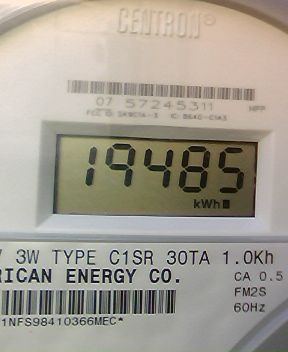 CENTRON®
07 57245311
19485
kWh
3W TYPE C1SR 30TA 1.0Kh
RICAN ENERGY CO.
CA 0.5
FM2S
60Hz
1NFS98410366MEC*